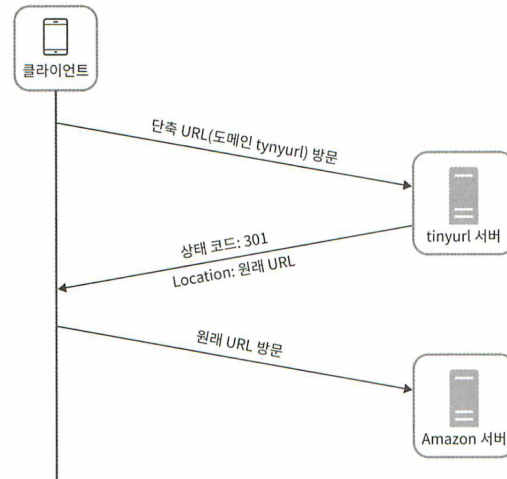 클라이언트
단축 URL(도메인 tynyurl) 방문
tinyurl 서버
상태 코드: 301
Location: 원래 URL
원래 URL 방문
Amazon 서버